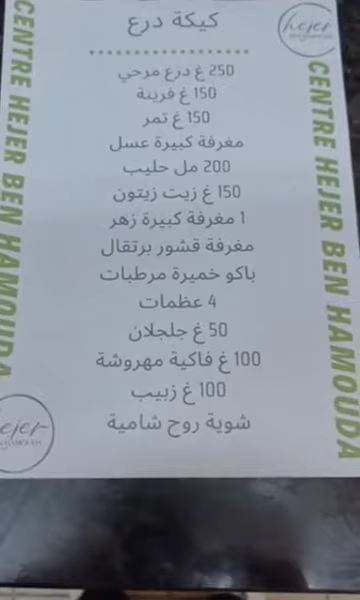 كيكة درع
250 غ درع مرحي
150 غ فرينة
150 غ تمر
مغرفة كبيرة عسل
200 مل حليب
150 غ زيت زيتون
1 مغرفة كبيرة زهر
مغرفة قشور برتقال
باكو خميرة مرطبات
4 عظمات
50 غ جلجلان
100 غ فاكية مهروشة
100 غ زبيب
شوية روح شامية
CENTRE HEJER BEN HAMOUDA
CENTRE HEJER BEN HAMOUDA
hejer
hejer